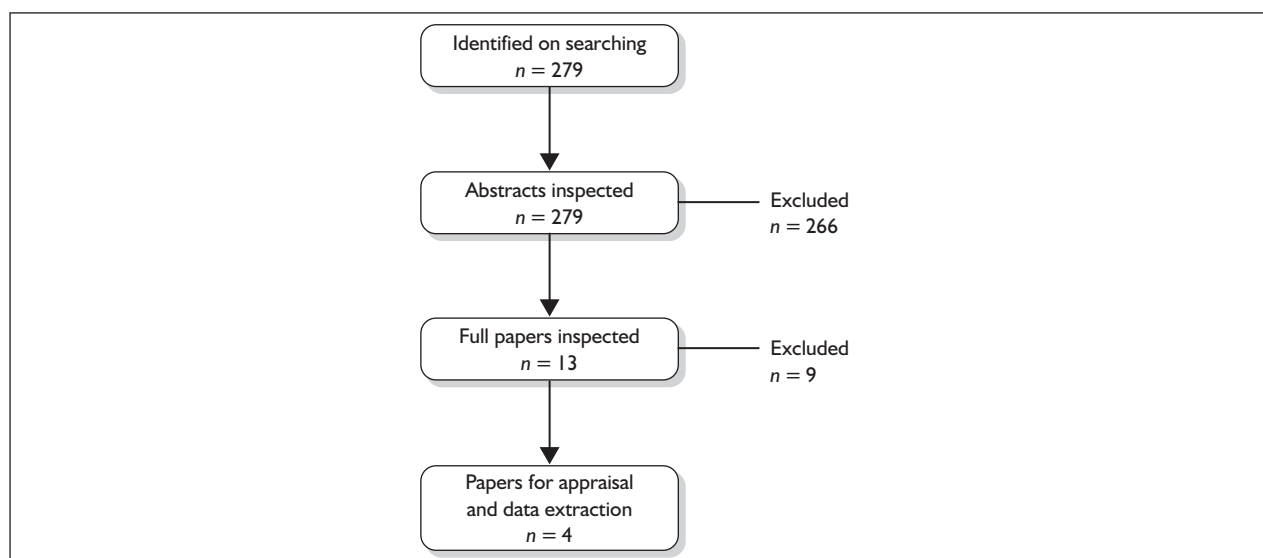 Identified on searching
n = 279
Abstracts inspected
n = 279
Excluded
n = 266
Full papers inspected
n = 13
Excluded
n = 9
Papers for appraisal
and data extraction
n = 4